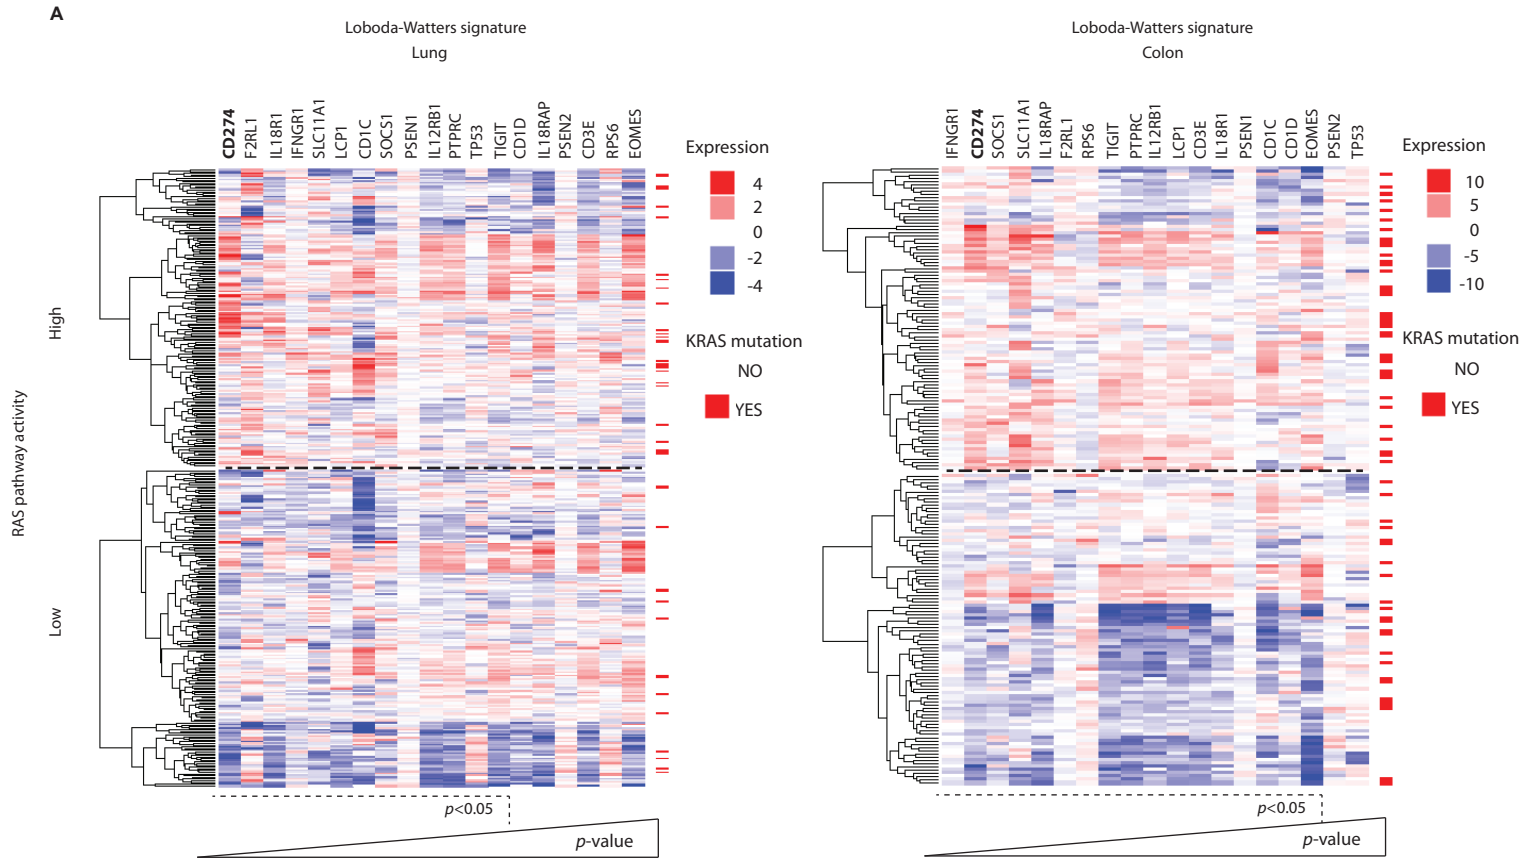 A
Loboda-Watters signature
Lung
CD274
F2RL1
IL18R1
IFNGR1
SLC11A1
LCP1
CD1C
SOCS1
PSEN1
IL12RB1
PTPRC
TP53
TIGIT
CD1D
IL18RAP
PSEN2
CD3E
RPS6
EOMES
Expression
4
2
0
-2
-4
KRAS mutation
NO
YES
RAS pathway activity
High
Low
p<0.05
p-value
Loboda-Watters signature
Colon
IFNGR1
CD274
SOCS1
SLC11A1
IL18RAP
F2RL1
RPS6
TIGIT
PTPRC
IL12RB1
LCP1
CD3E
IL18R1
PSEN1
CD1C
CD1D
EOMES
PSEN2
TP53
Expression
10
5
0
-5
-10
KRAS mutation
NO
YES
p<0.05
p-value